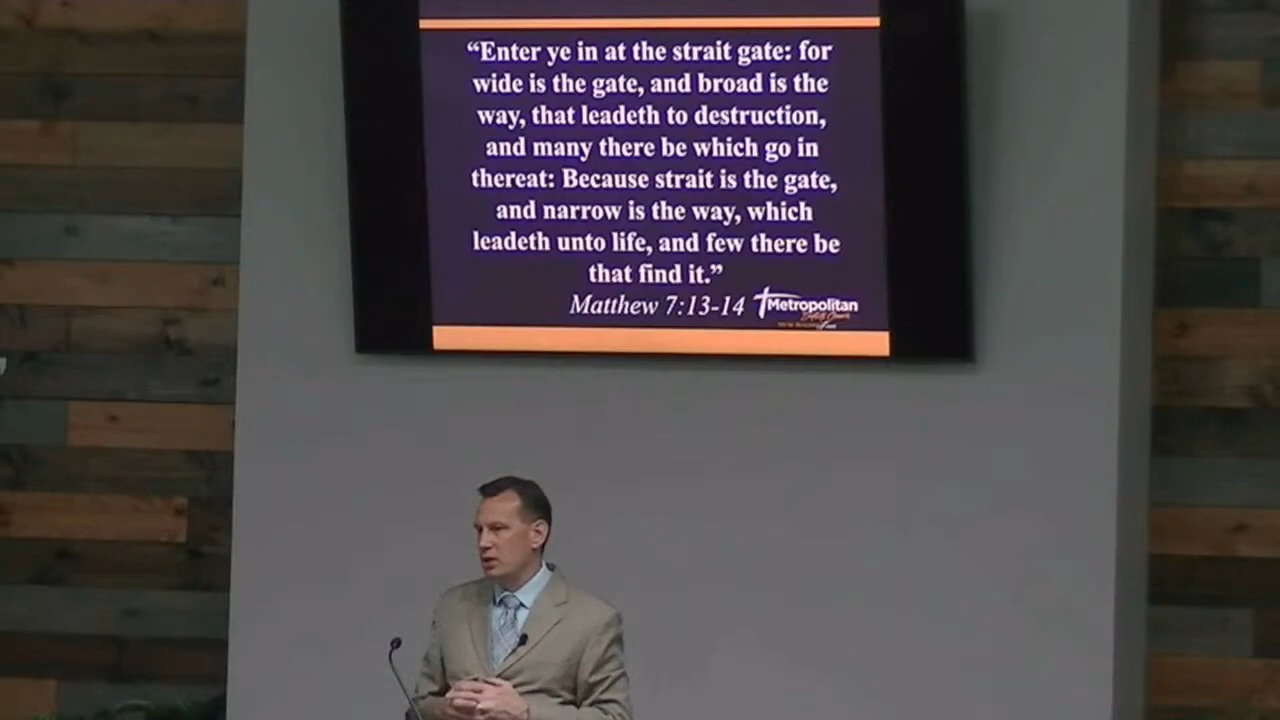 “Enter ye in at the strait gate: for
wide is the gate, and broad is the
way, that leadeth to destruction,
and many there be which go in
thereat: Because strait is the gate,
and narrow is the way, which
leadeth unto life, and few there be
that find it.”
Matthew 7:13-14
Metropolitan
Baptist Church